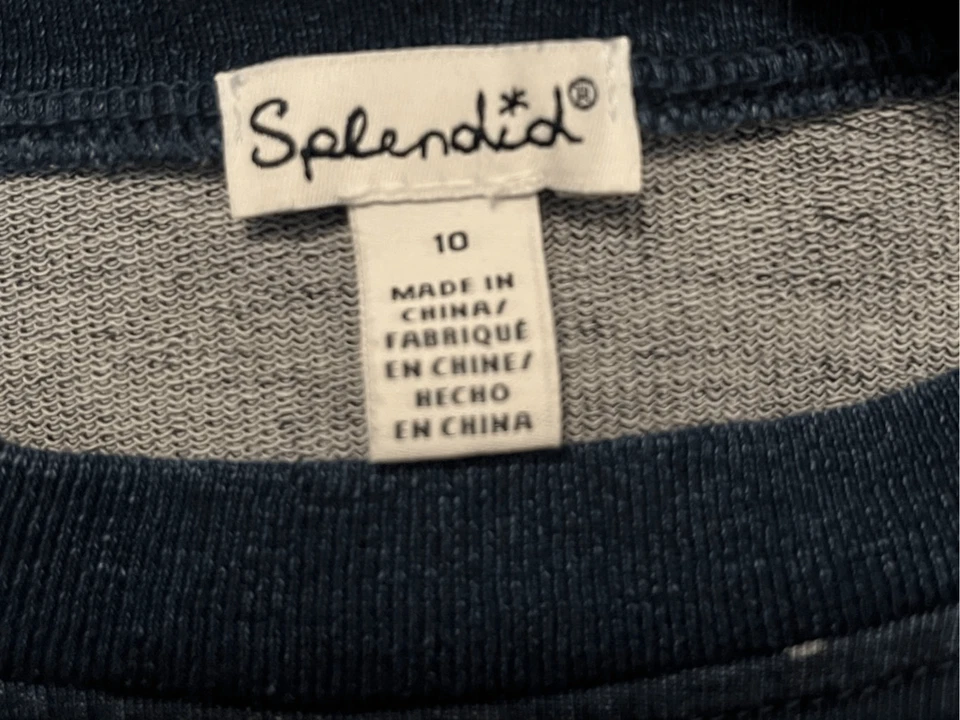 Splendid®
10
MADE IN
CHINA/
FABRIQUÉ
EN CHINE/
HECHO
EN CHINA